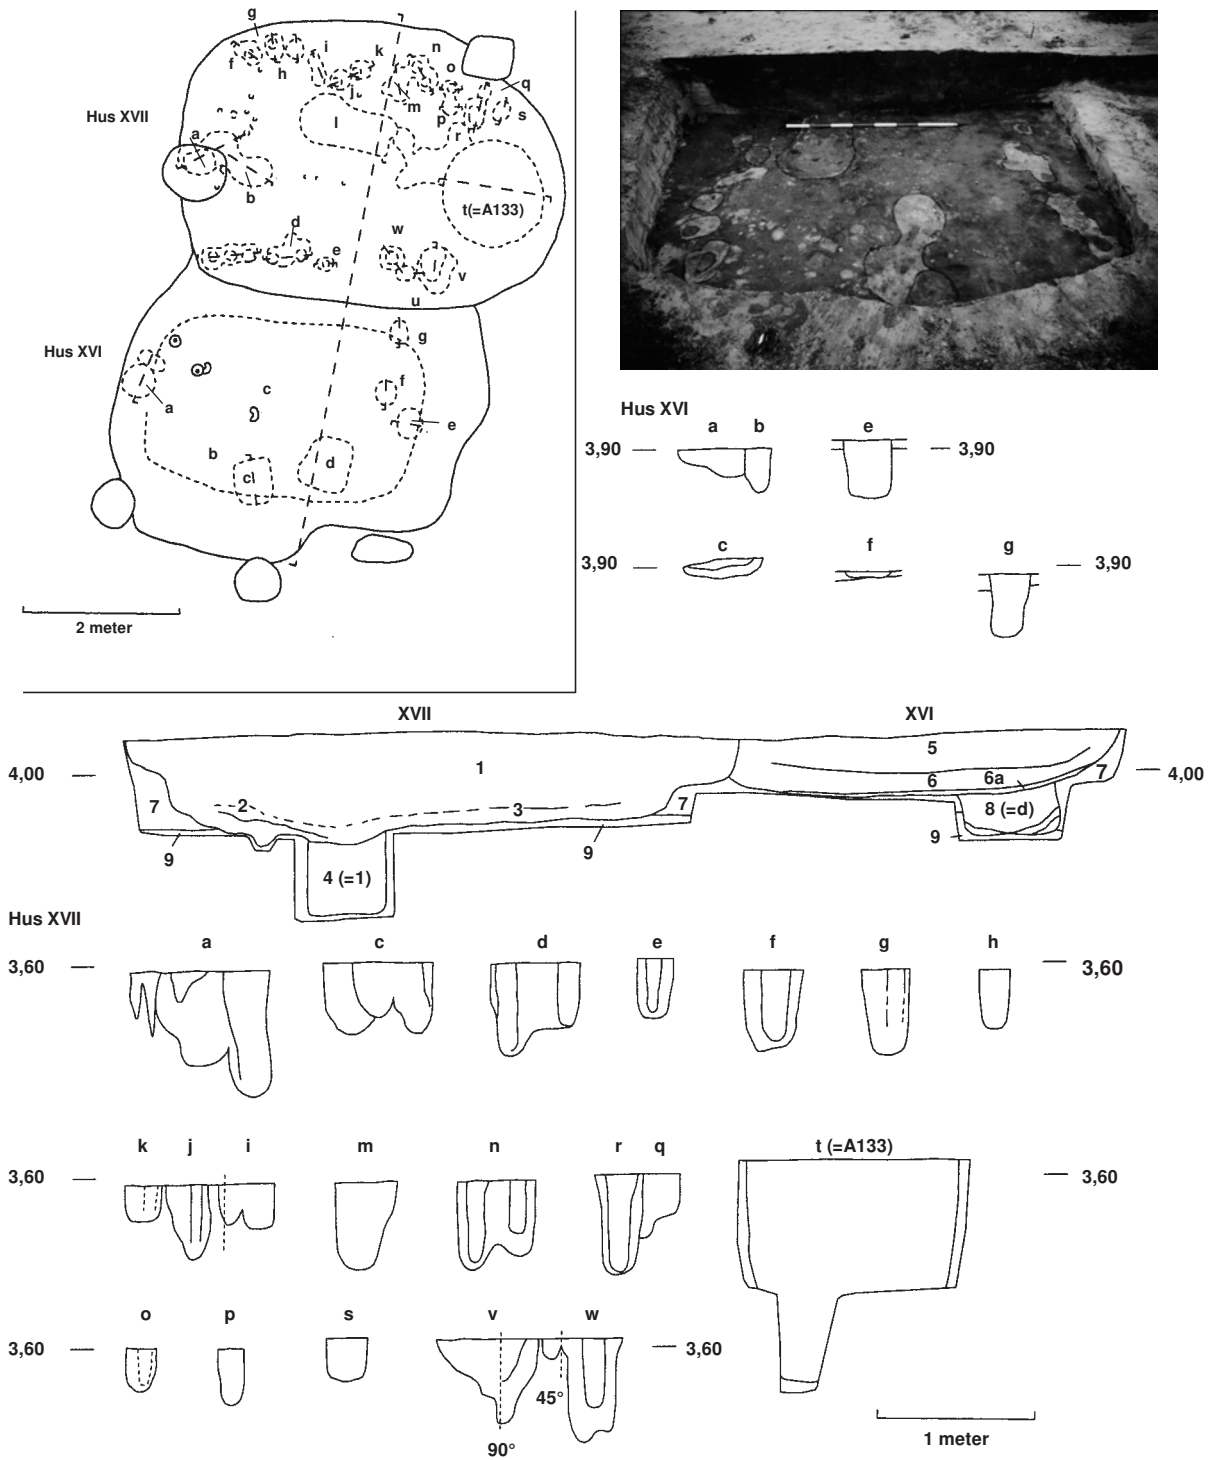 g
f
h
i
k
j
n
o
m
p
q
r
s
Hus XVII
a
b
l
t(=A133)
d
e
w
v
u
Hus XVI
g
f
c
a
e
b
c
d
2 meter
Hus XVI
a b e
3,90 3,90
c f g
3,90 3,90
XVII XVI
4,00 1 5 4,00
6 6a 7
7 2 3 7 8 (=d)
9 9 9
4 (=1)
Hus XVII
a c d e f g h
3,60 3,60
k j i m n r q t (=A133)
3,60 3,60
o p s v w
3,60 3,60
45°
90°
1 meter